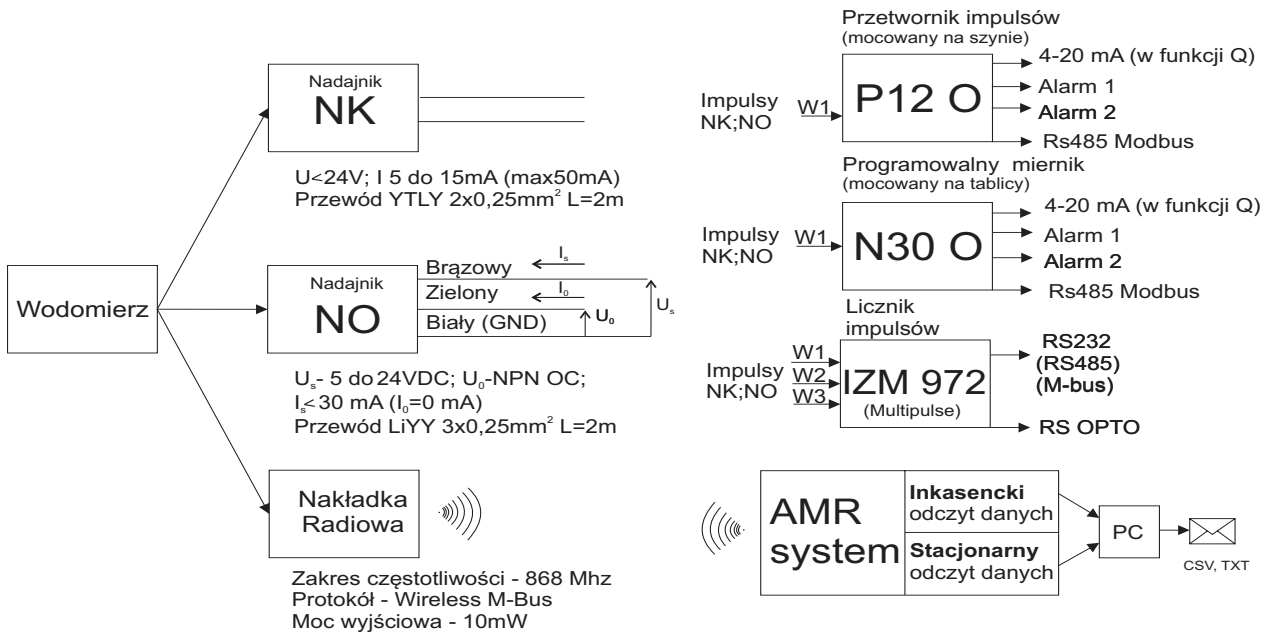 Wodomierz
Nadajnik
NK
U<24V; I 5 do 15mA (max50mA)
Przewód YTLY 2x0,25mm² L=2m
Nadajnik
NO
Brązowy
Iₛ
Zielony
I₀
Biały (GND)
U₀
Uₛ
Uₛ- 5 do 24VDC; U₀-NPN OC;
Iₛ<30 mA (I₀=0 mA)
Przewód LiYY 3x0,25mm² L=2m
Nakładka
Radiowa
Zakres częstotliwości - 868 Mhz
Protokół - Wireless M-Bus
Moc wyjściowa - 10mW
Przetwornik impulsów
(mocowany na szynie)
Impulsy
NK;NO
W1
P12 O
4-20 mA (w funkcji Q)
Alarm 1
Alarm 2
Rs485 Modbus
Programowalny miernik
(mocowany na tablicy)
Impulsy
NK;NO
W1
N30 O
4-20 mA (w funkcji Q)
Alarm 1
Alarm 2
Rs485 Modbus
Licznik
impulsów
Impulsy
NK;NO
W1
W2
W3
IZM 972
(Multipulse)
RS232
(RS485)
(M-bus)
RS OPTO
AMR
system
Inkasencki
odczyt danych
Stacjonarny
odczyt danych
PC
CSV, TXT